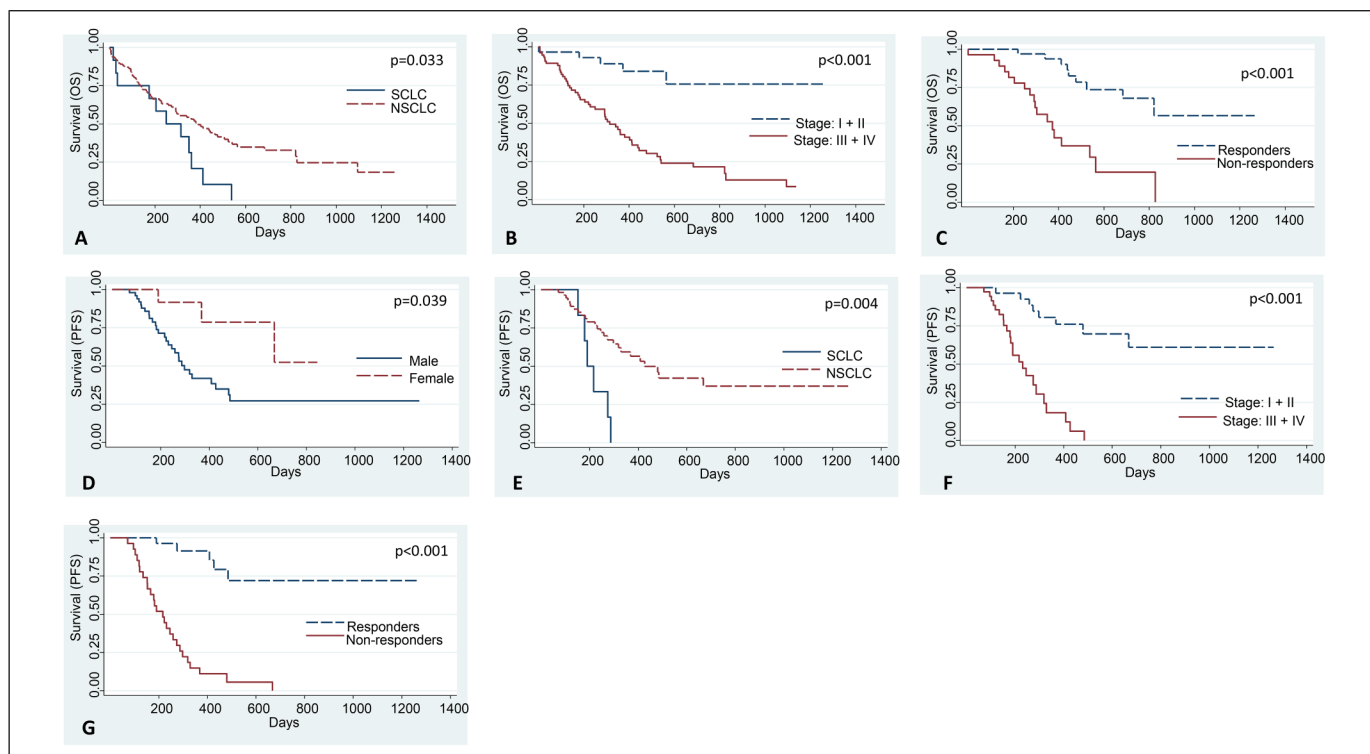 Survival (OS)
0.00 0.25 0.50 0.75 1.00
p=0.033
SCLC
NSCLC
200 400 600 800 1000 1200 1400
Days
A
Survival (OS)
0.00 0.25 0.50 0.75 1.00
p<0.001
Stage: I + II
Stage: III + IV
200 400 600 800 1000 1200 1400
Days
B
Survival (OS)
0.00 0.25 0.50 0.75 1.00
p<0.001
Responders
Non-responders
200 400 600 800 1000 1200 1400
Days
C
Survival (PFS)
0.00 0.25 0.50 0.75 1.00
p=0.039
Male
Female
200 400 600 800 1000 1200 1400
Days
D
Survival (PFS)
0.00 0.25 0.50 0.75 1.00
p=0.004
SCLC
NSCLC
200 400 600 800 1000 1200 1400
Days
E
Survival (PFS)
0.00 0.25 0.50 0.75 1.00
p<0.001
Stage: I + II
Stage: III + IV
200 400 600 800 1000 1200 1400
Days
F
Survival (PFS)
0.00 0.25 0.50 0.75 1.00
p<0.001
Responders
Non-responders
200 400 600 800 1000 1200 1400
Days
G